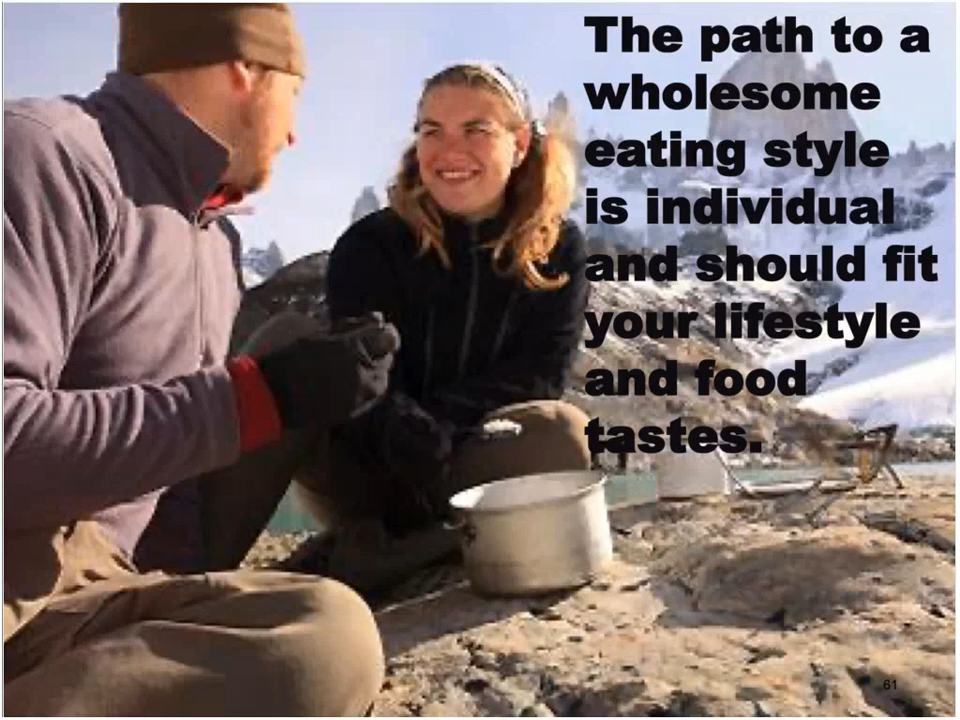 The path to a
wholesome
eating style
is individual
and should fit
your lifestyle
and food
tastes.
61